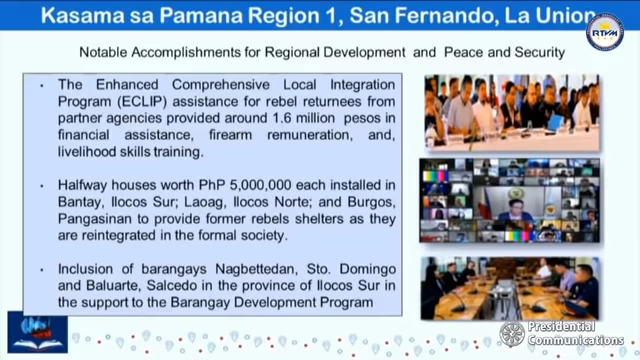 Kasama sa Pamana Region 1, San Fernando, La Union
RTVM
Notable Accomplishments for Regional Development and Peace and Security
• The Enhanced Comprehensive Local Integration
Program (ECLIP) assistance for rebel returnees from
partner agencies provided around 1.6 million pesos in
financial assistance, firearm remuneration, and,
livelihood skills training.
• Halfway houses worth PhP 5,000,000 each installed in
Bantay, Ilocos Sur; Laoag, Ilocos Norte; and Burgos,
Pangasinan to provide former rebels shelters as they
are reintegrated in the formal society.
• Inclusion of barangays Nagbettedan, Sto. Domingo
and Baluarte, Salcedo in the province of Ilocos Sur in
the support to the Barangay Development Program
Presidential
Communications